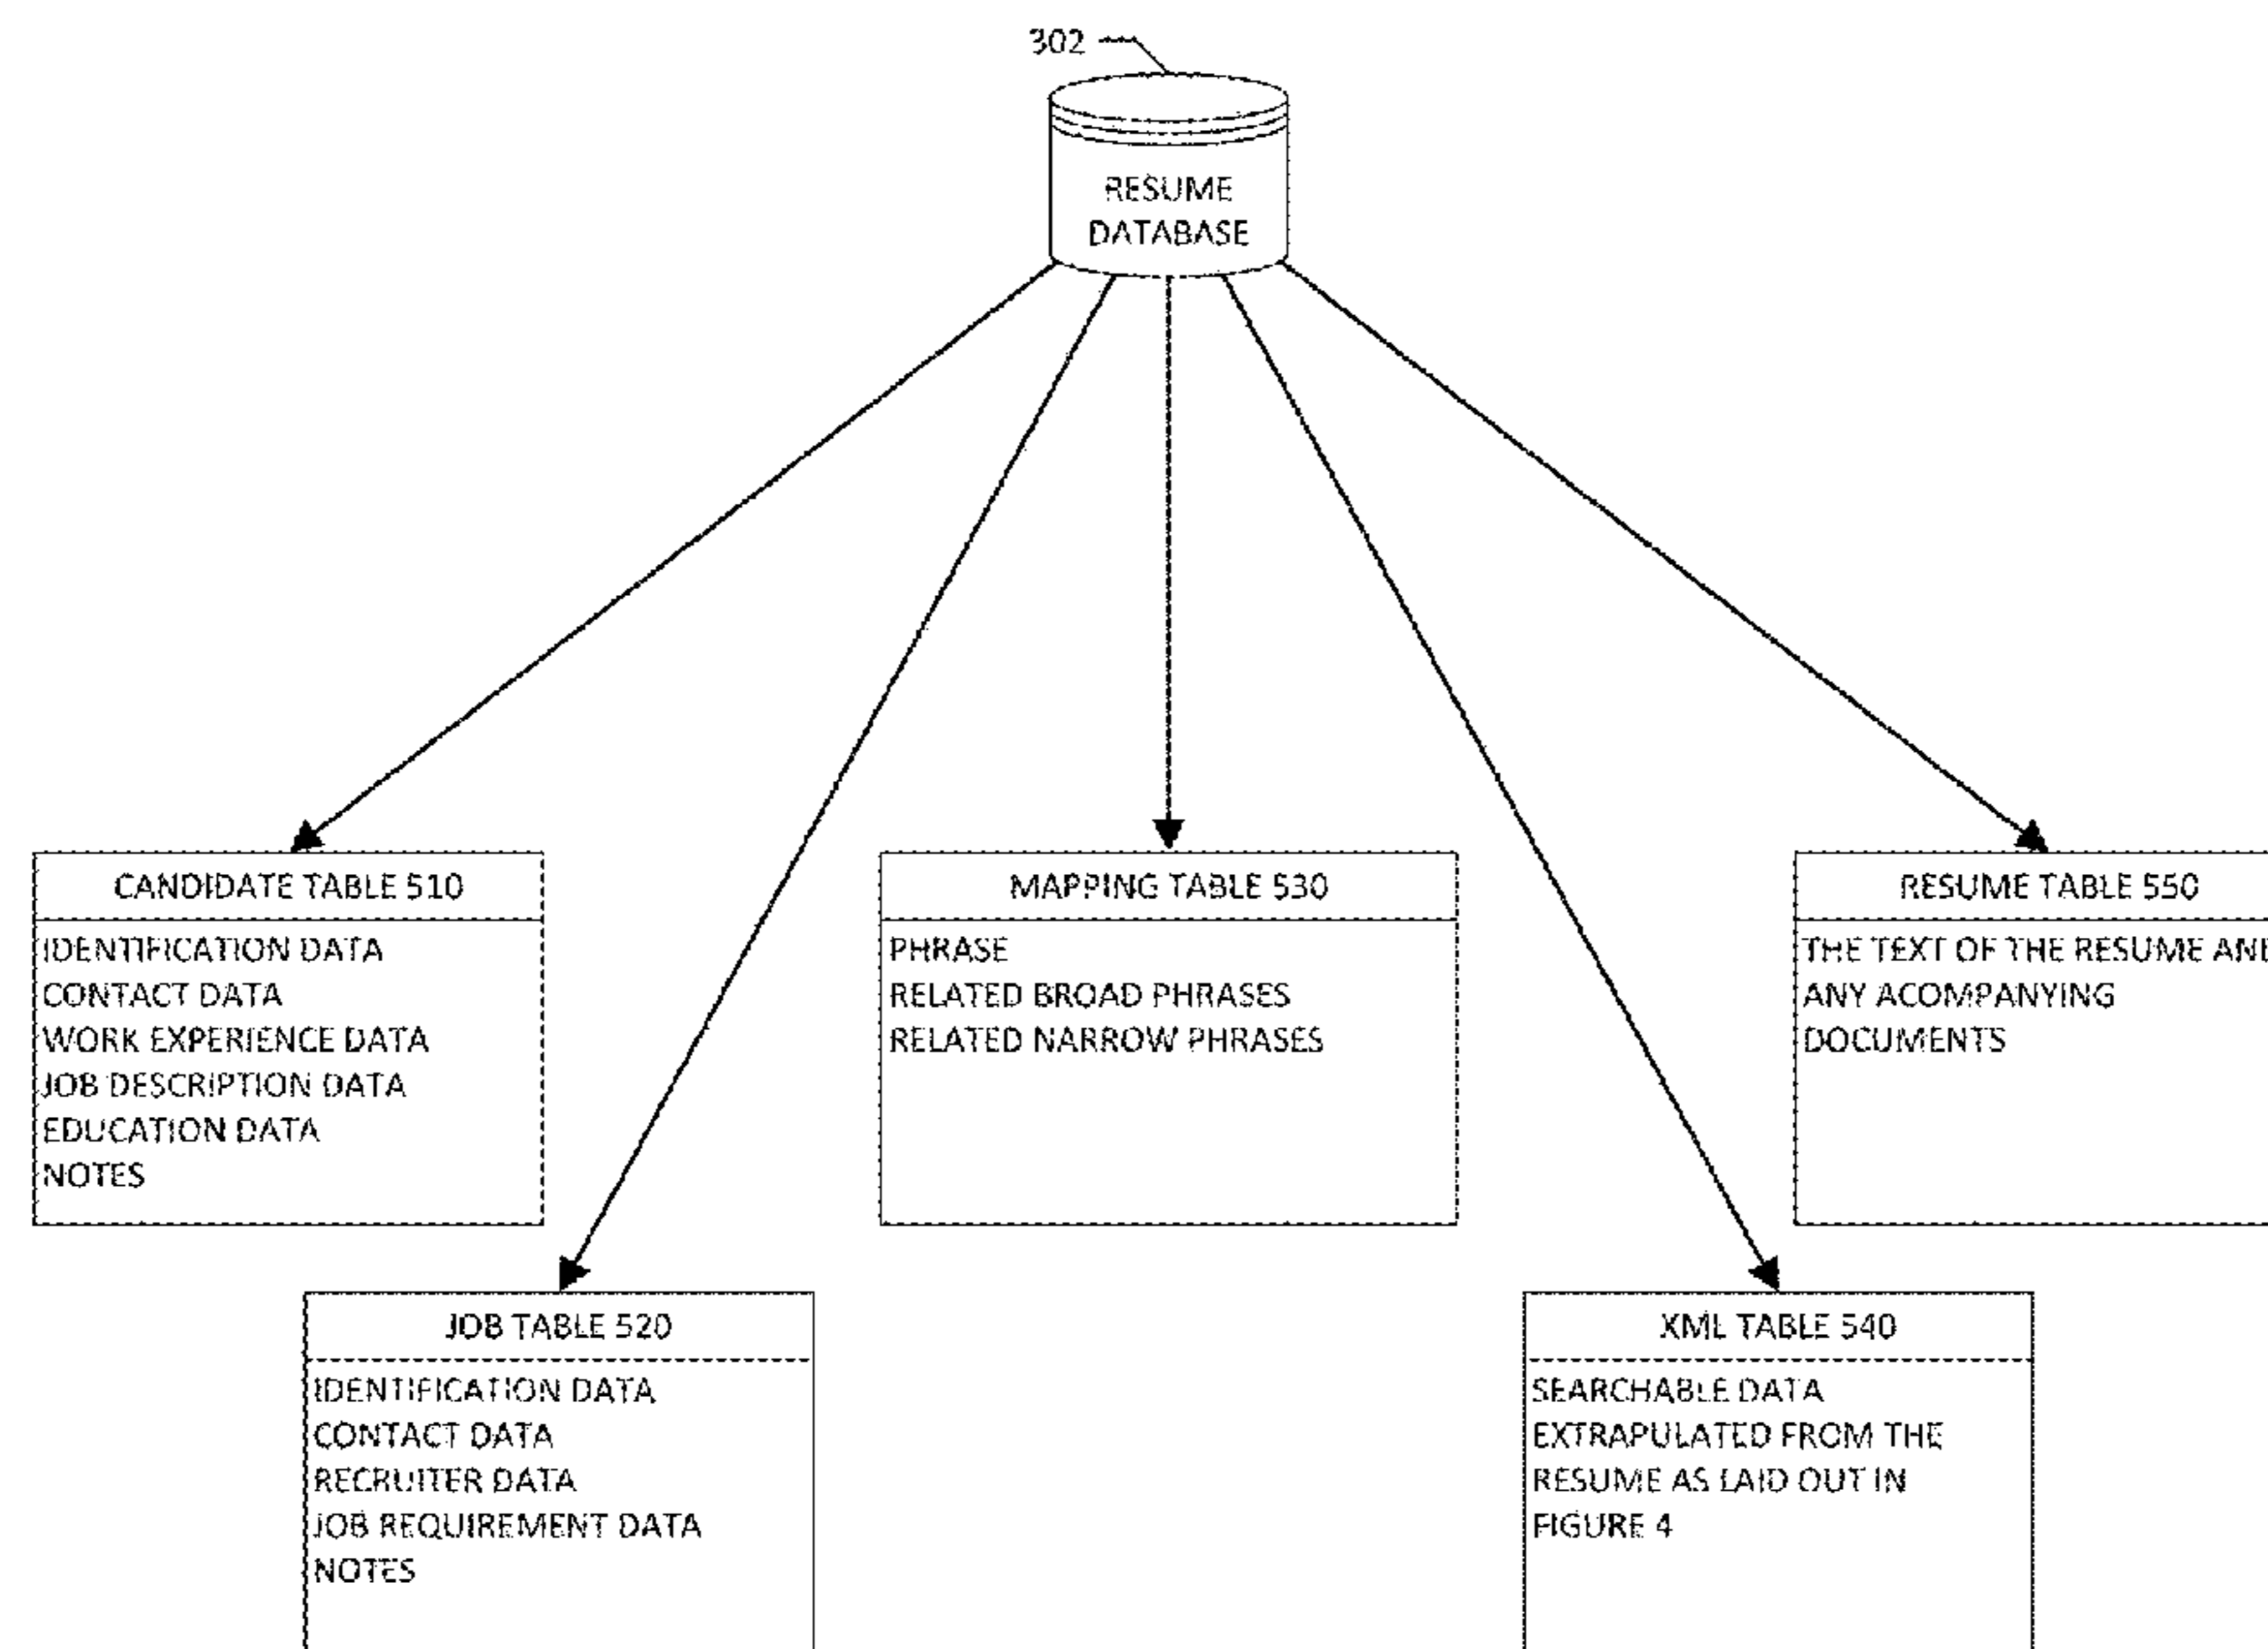 302
RESUME
DATABASE
CANDIDATE TABLE 510
IDENTIFICATION DATA
CONTACT DATA
WORK EXPERIENCE DATA
JOB DESCRIPTION DATA
EDUCATION DATA
NOTES
MAPPING TABLE 530
PHRASE
RELATED BROAD PHRASES
RELATED NARROW PHRASES
RESUME TABLE 550
THE TEXT OF THE RESUME AND
ANY ACOMPANYING
DOCUMENTS
JOB TABLE 520
IDENTIFICATION DATA
CONTACT DATA
RECRUITER DATA
JOB REQUIREMENT DATA
NOTES
XML TABLE 540
SEARCHABLE DATA
EXTRAPULATED FROM THE
RESUME AS LAID OUT IN
FIGURE 4